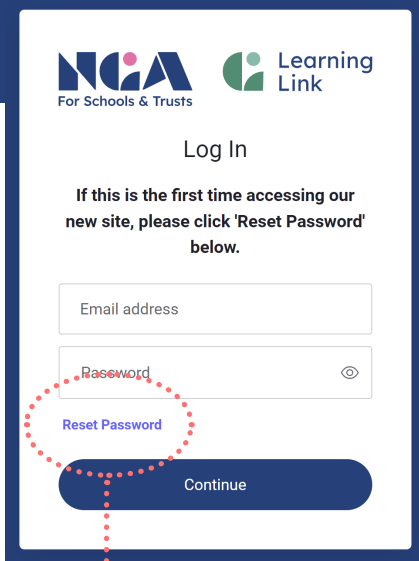 NGA
For Schools & Trusts
Learning
Link
Log In
If this is the first time accessing our
new site, please click 'Reset Password'
below.
Email address
Password
Reset Password
Continue